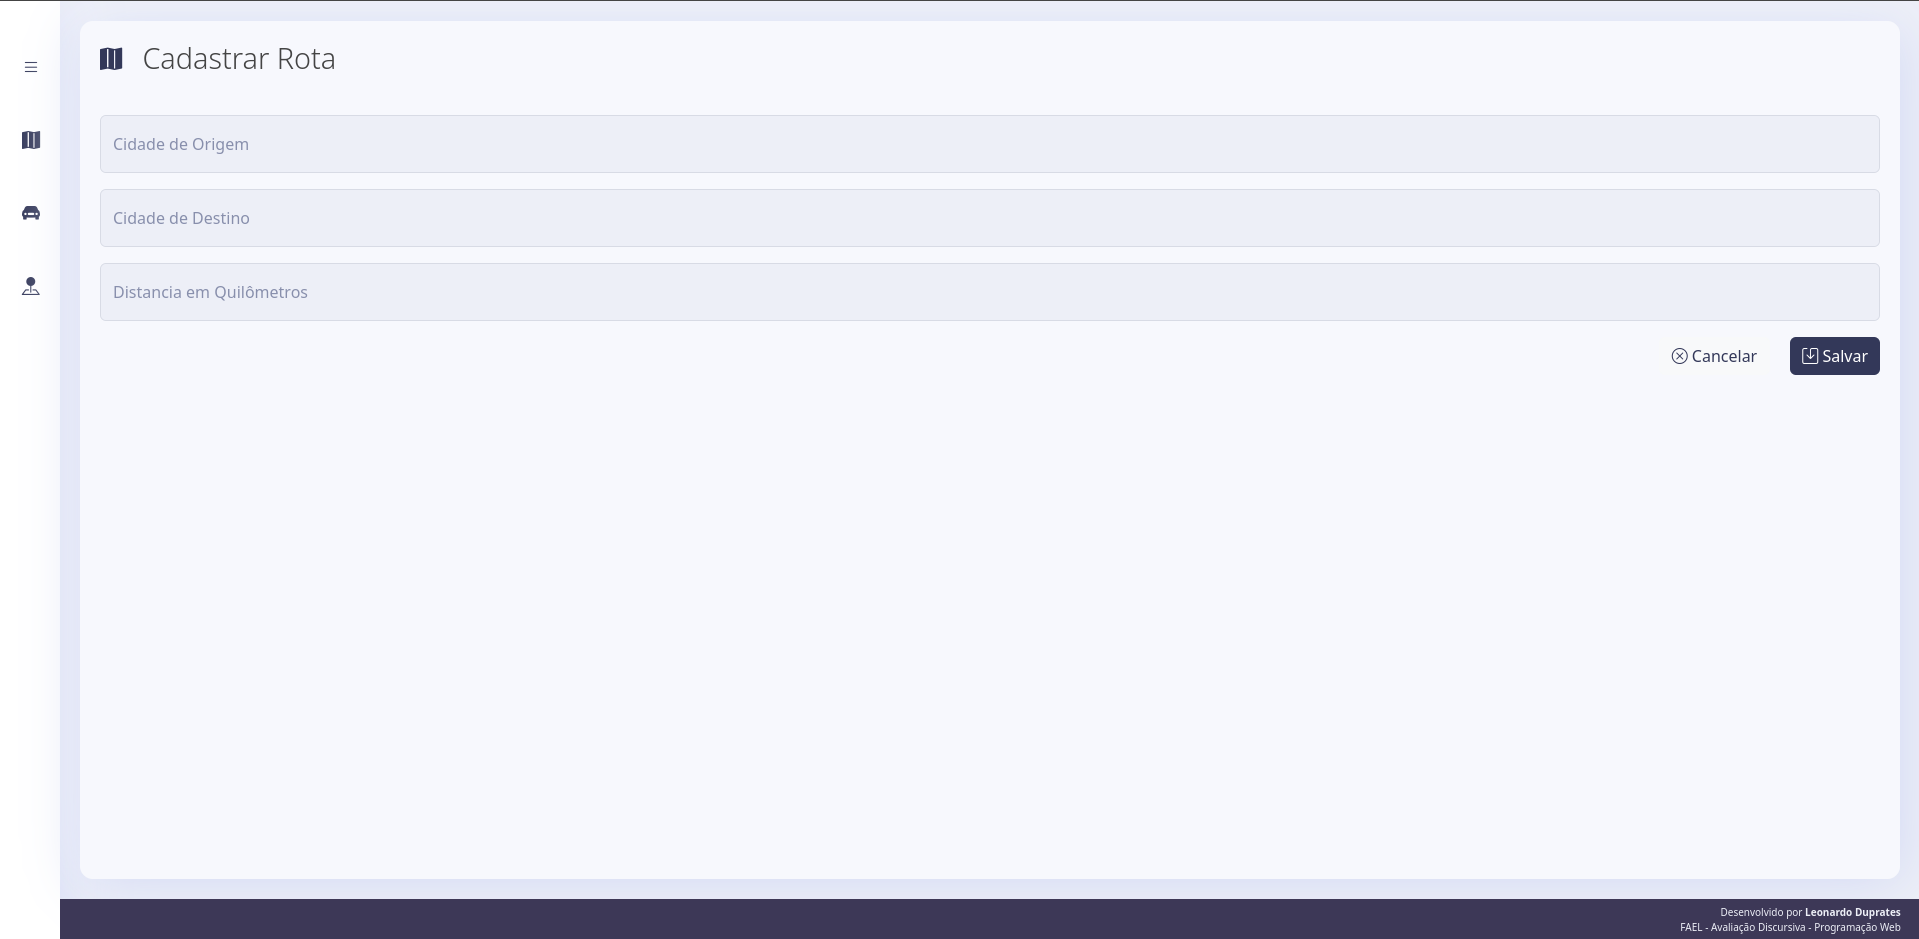 Cadastrar Rota
Cidade de Origem
Cidade de Destino
Distancia em Quilômetros
Cancelar
Salvar
Desenvolvido por Leonardo Duprates
FAEL - Avaliação Discursiva - Programação Web